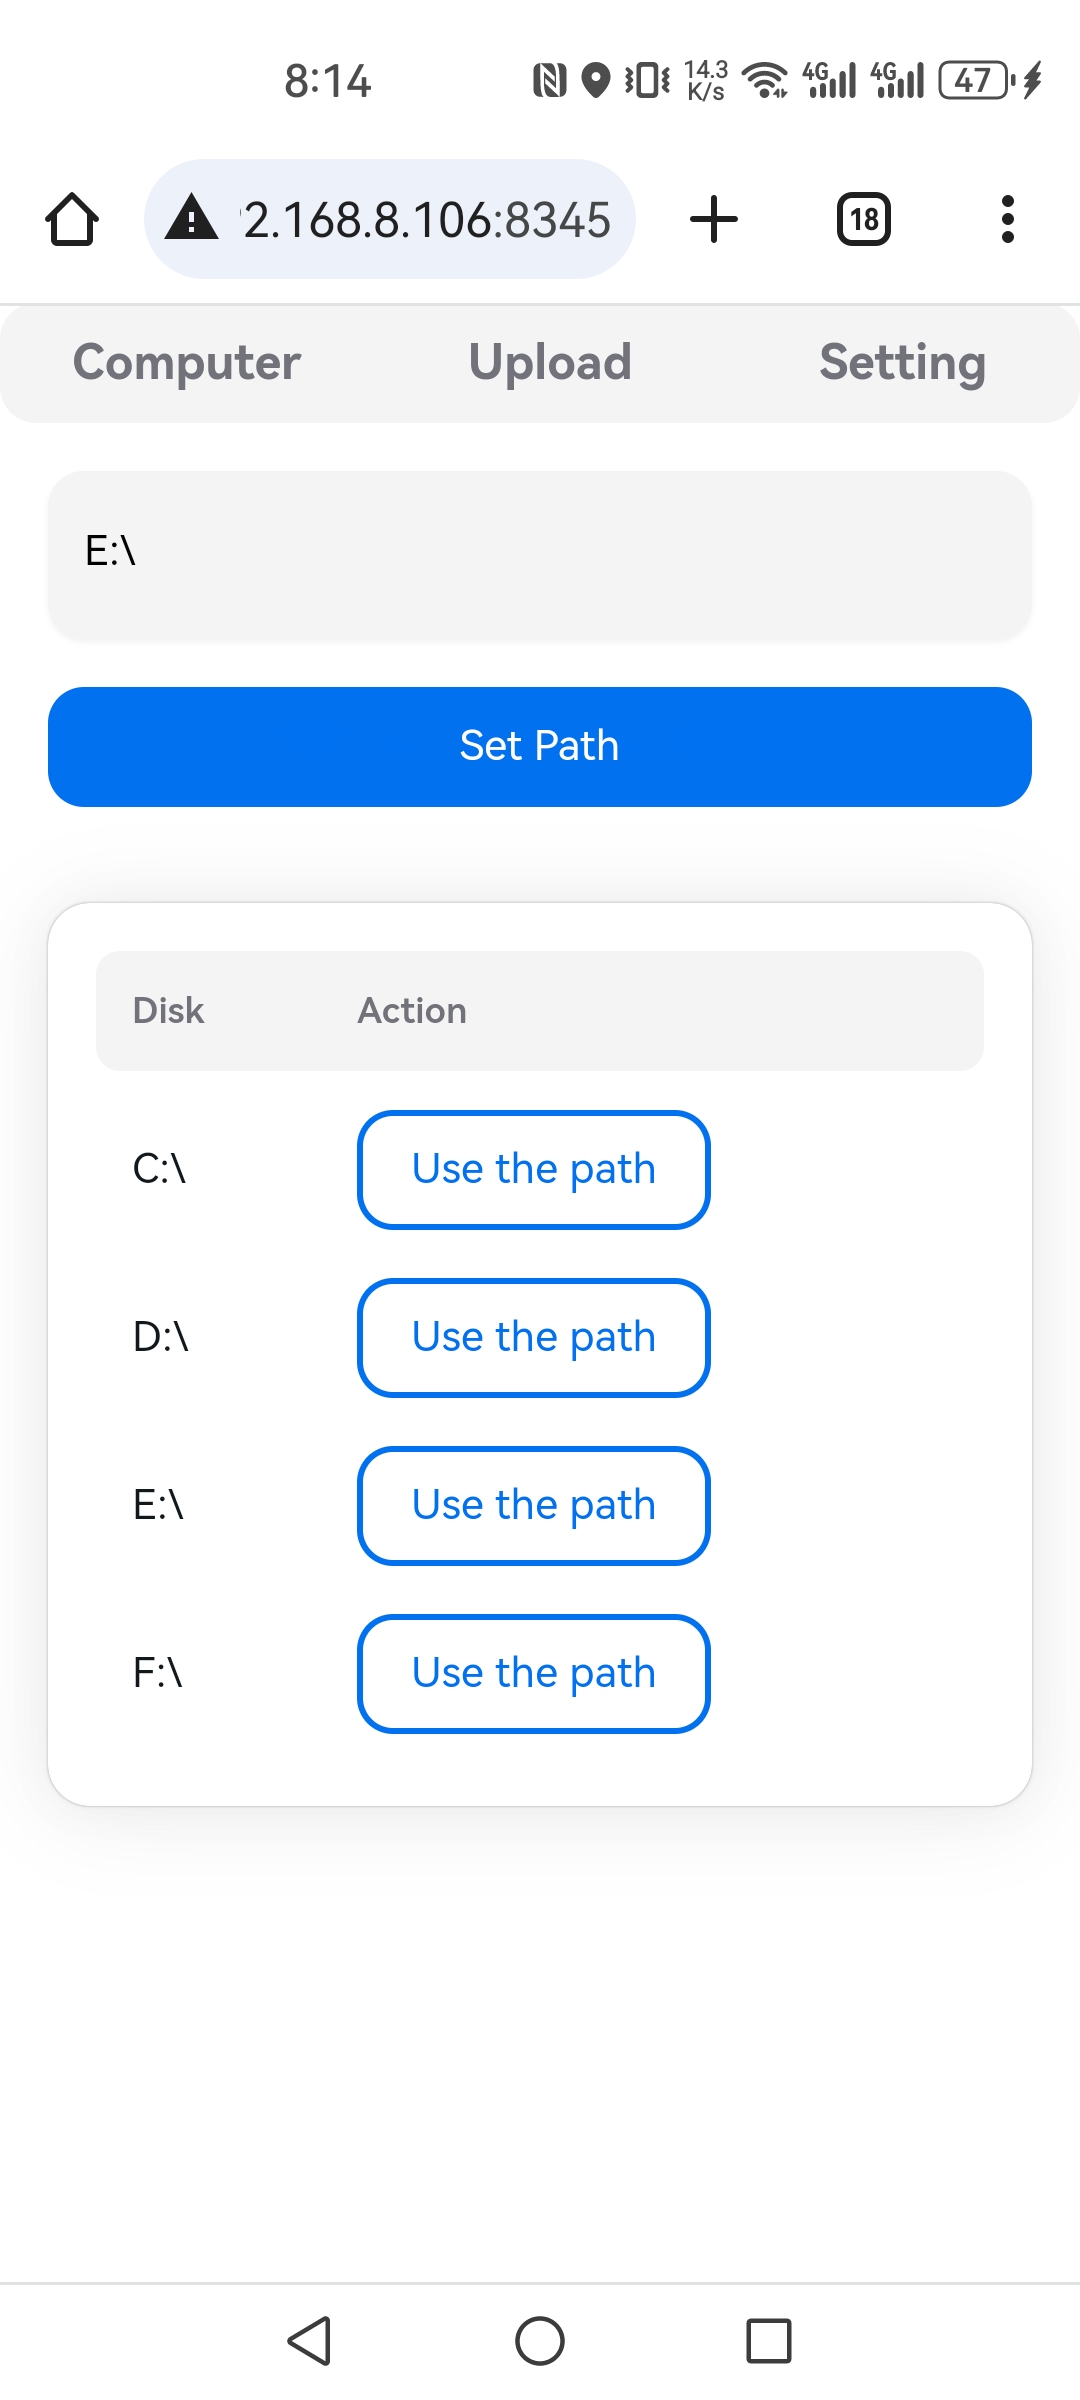 8:14 14.3 K/s 4G 4G 47
2.168.8.106:8345 18
Computer Upload Setting
E:\
Set Path
Disk Action
C:\ Use the path
D:\ Use the path
E:\ Use the path
F:\ Use the path